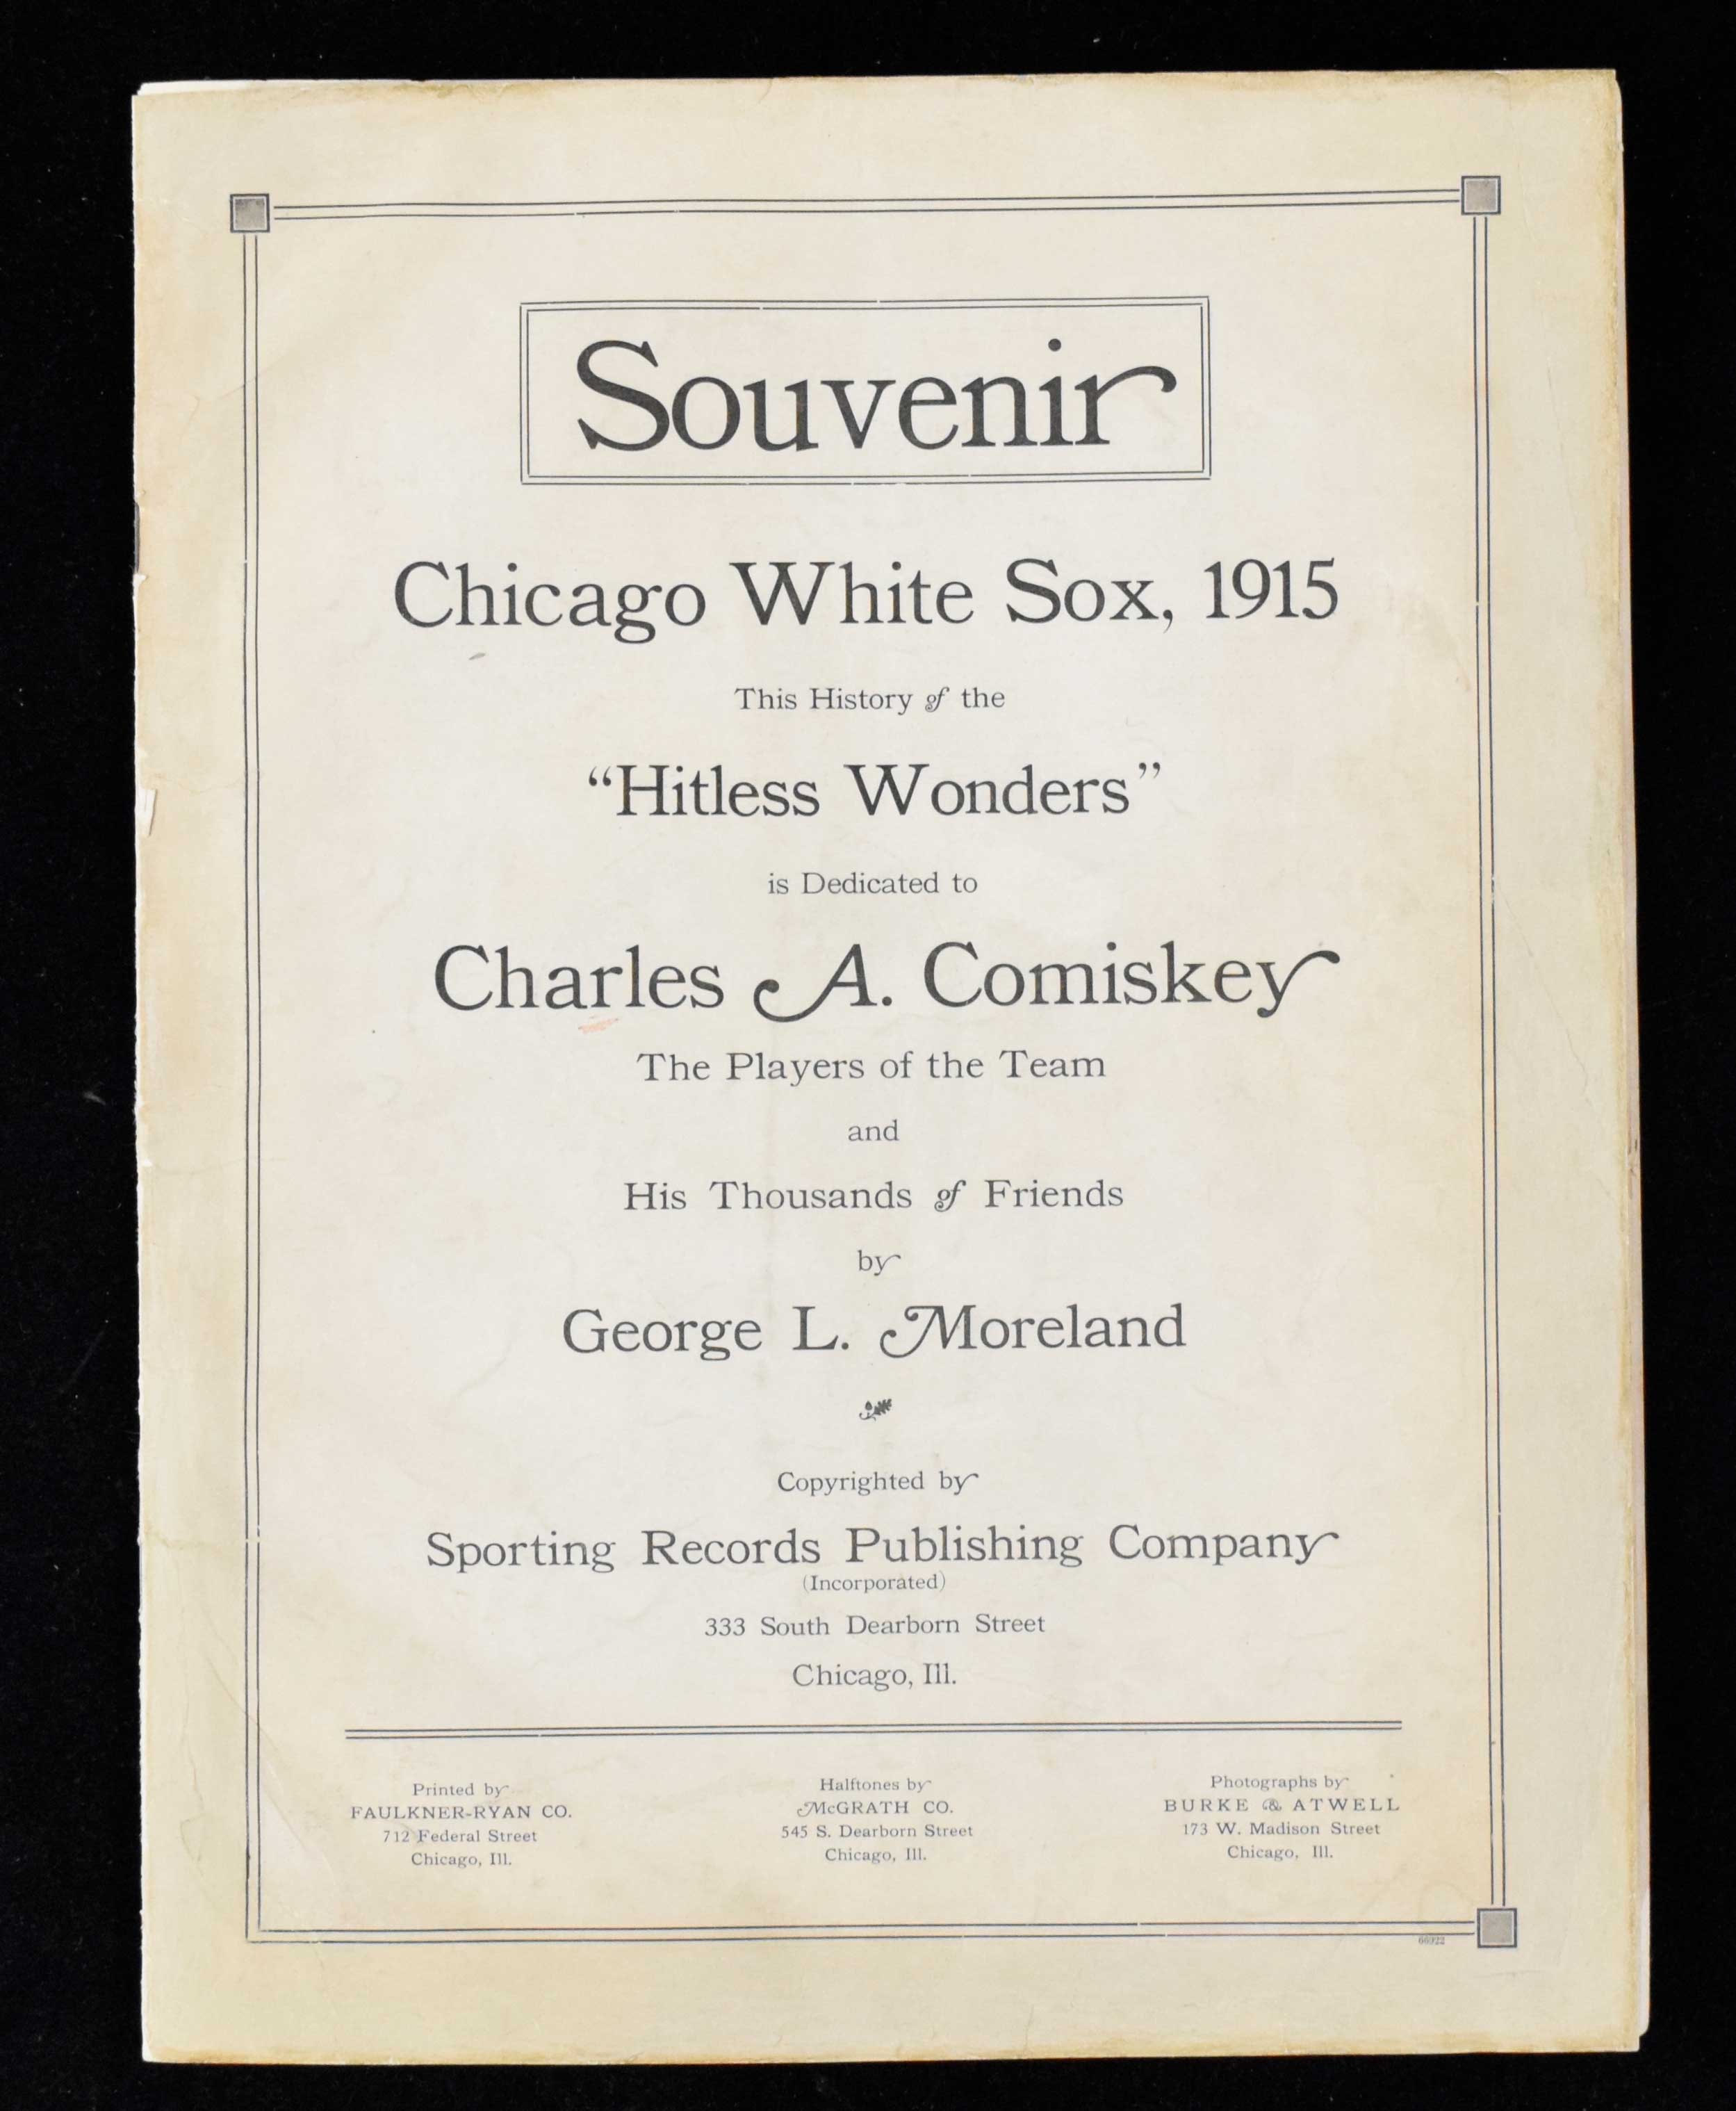 Souvenir
Chicago White Sox, 1915
This History of the
“Hitless Wonders”
is Dedicated to
Charles A. Comiskey
The Players of the Team
and
His Thousands of Friends
by
George L. Moreland
Copyrighted by
Sporting Records Publishing Company
(Incorporated)
333 South Dearborn Street
Chicago, Ill.
Printed by
FAULKNER-RYAN CO.
712 Federal Street
Chicago, Ill.
Halftones by
McGRATH CO.
545 S. Dearborn Street
Chicago, Ill.
Photographs by
BURKE & ATWELL
173 W. Madison Street
Chicago, Ill.